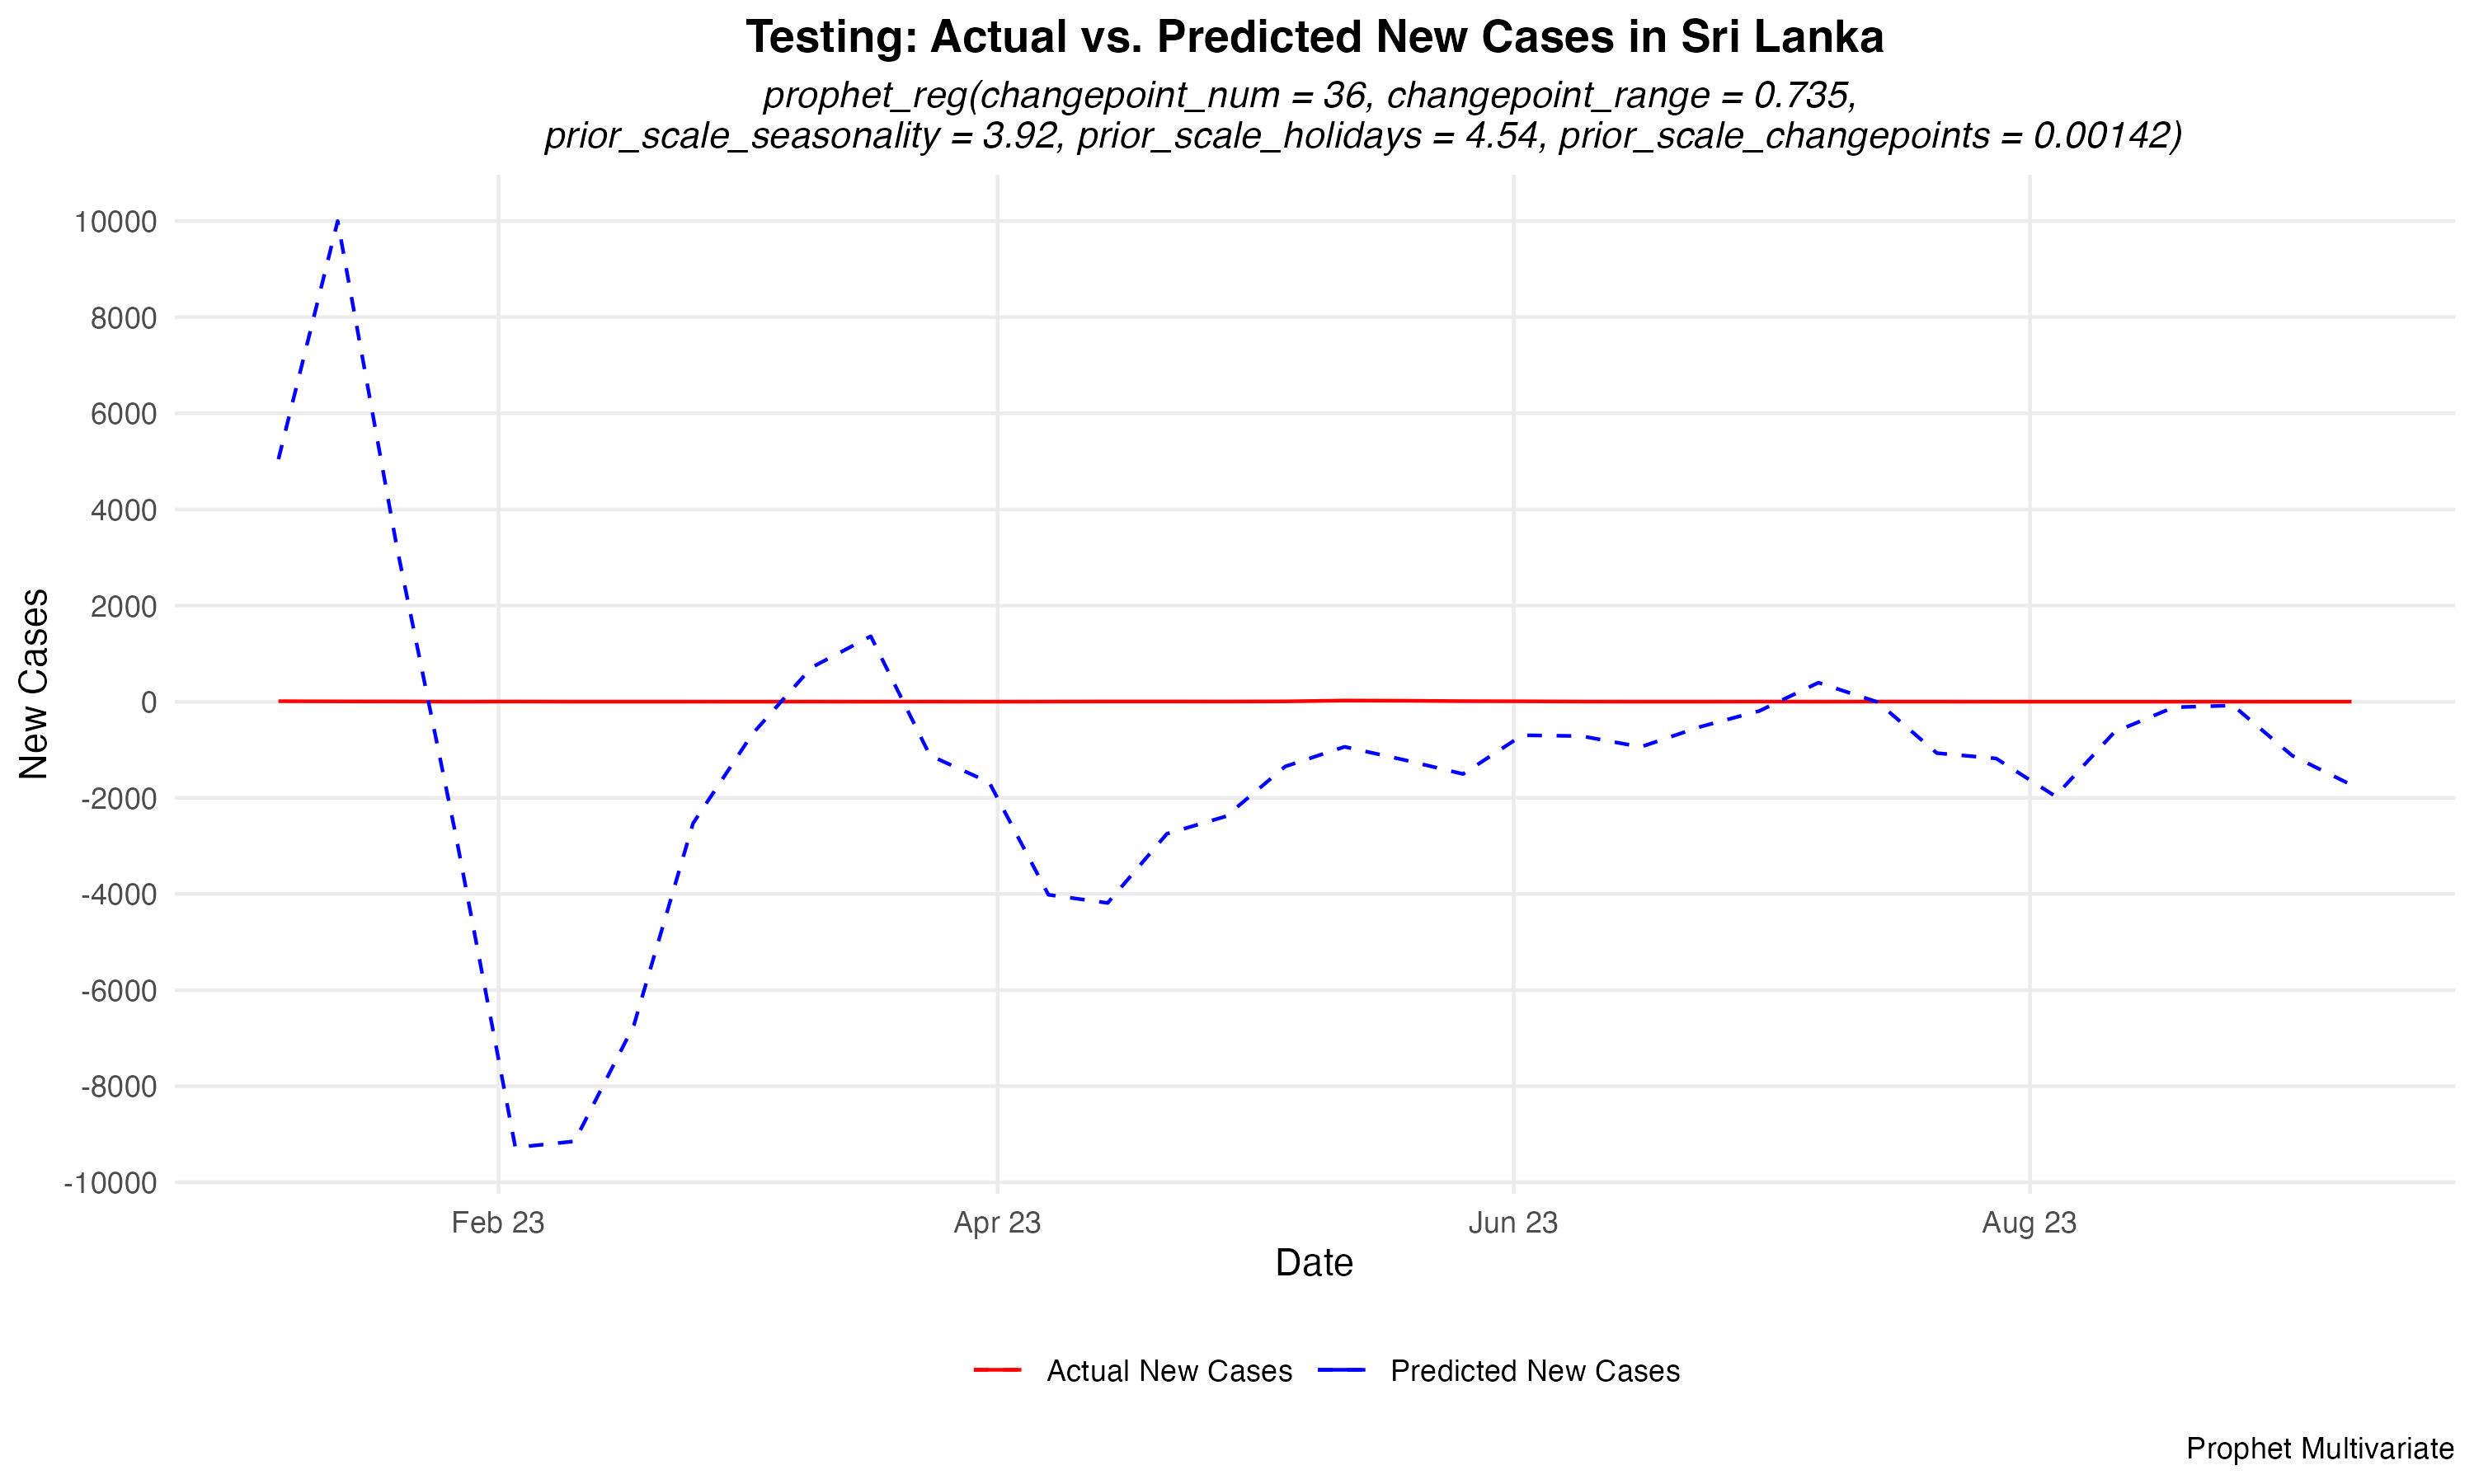 Testing: Actual vs. Predicted New Cases in Sri Lanka
prophet_reg(changepoint_num = 36, changepoint_range = 0.735,
prior_scale_seasonality = 3.92, prior_scale_holidays = 4.54, prior_scale_changepoints = 0.00142)
New Cases
10000
8000
6000
4000
2000
0
-2000
-4000
-6000
-8000
-10000
Feb 23
Apr 23
Jun 23
Aug 23
Date
Actual New Cases
Predicted New Cases
Prophet Multivariate